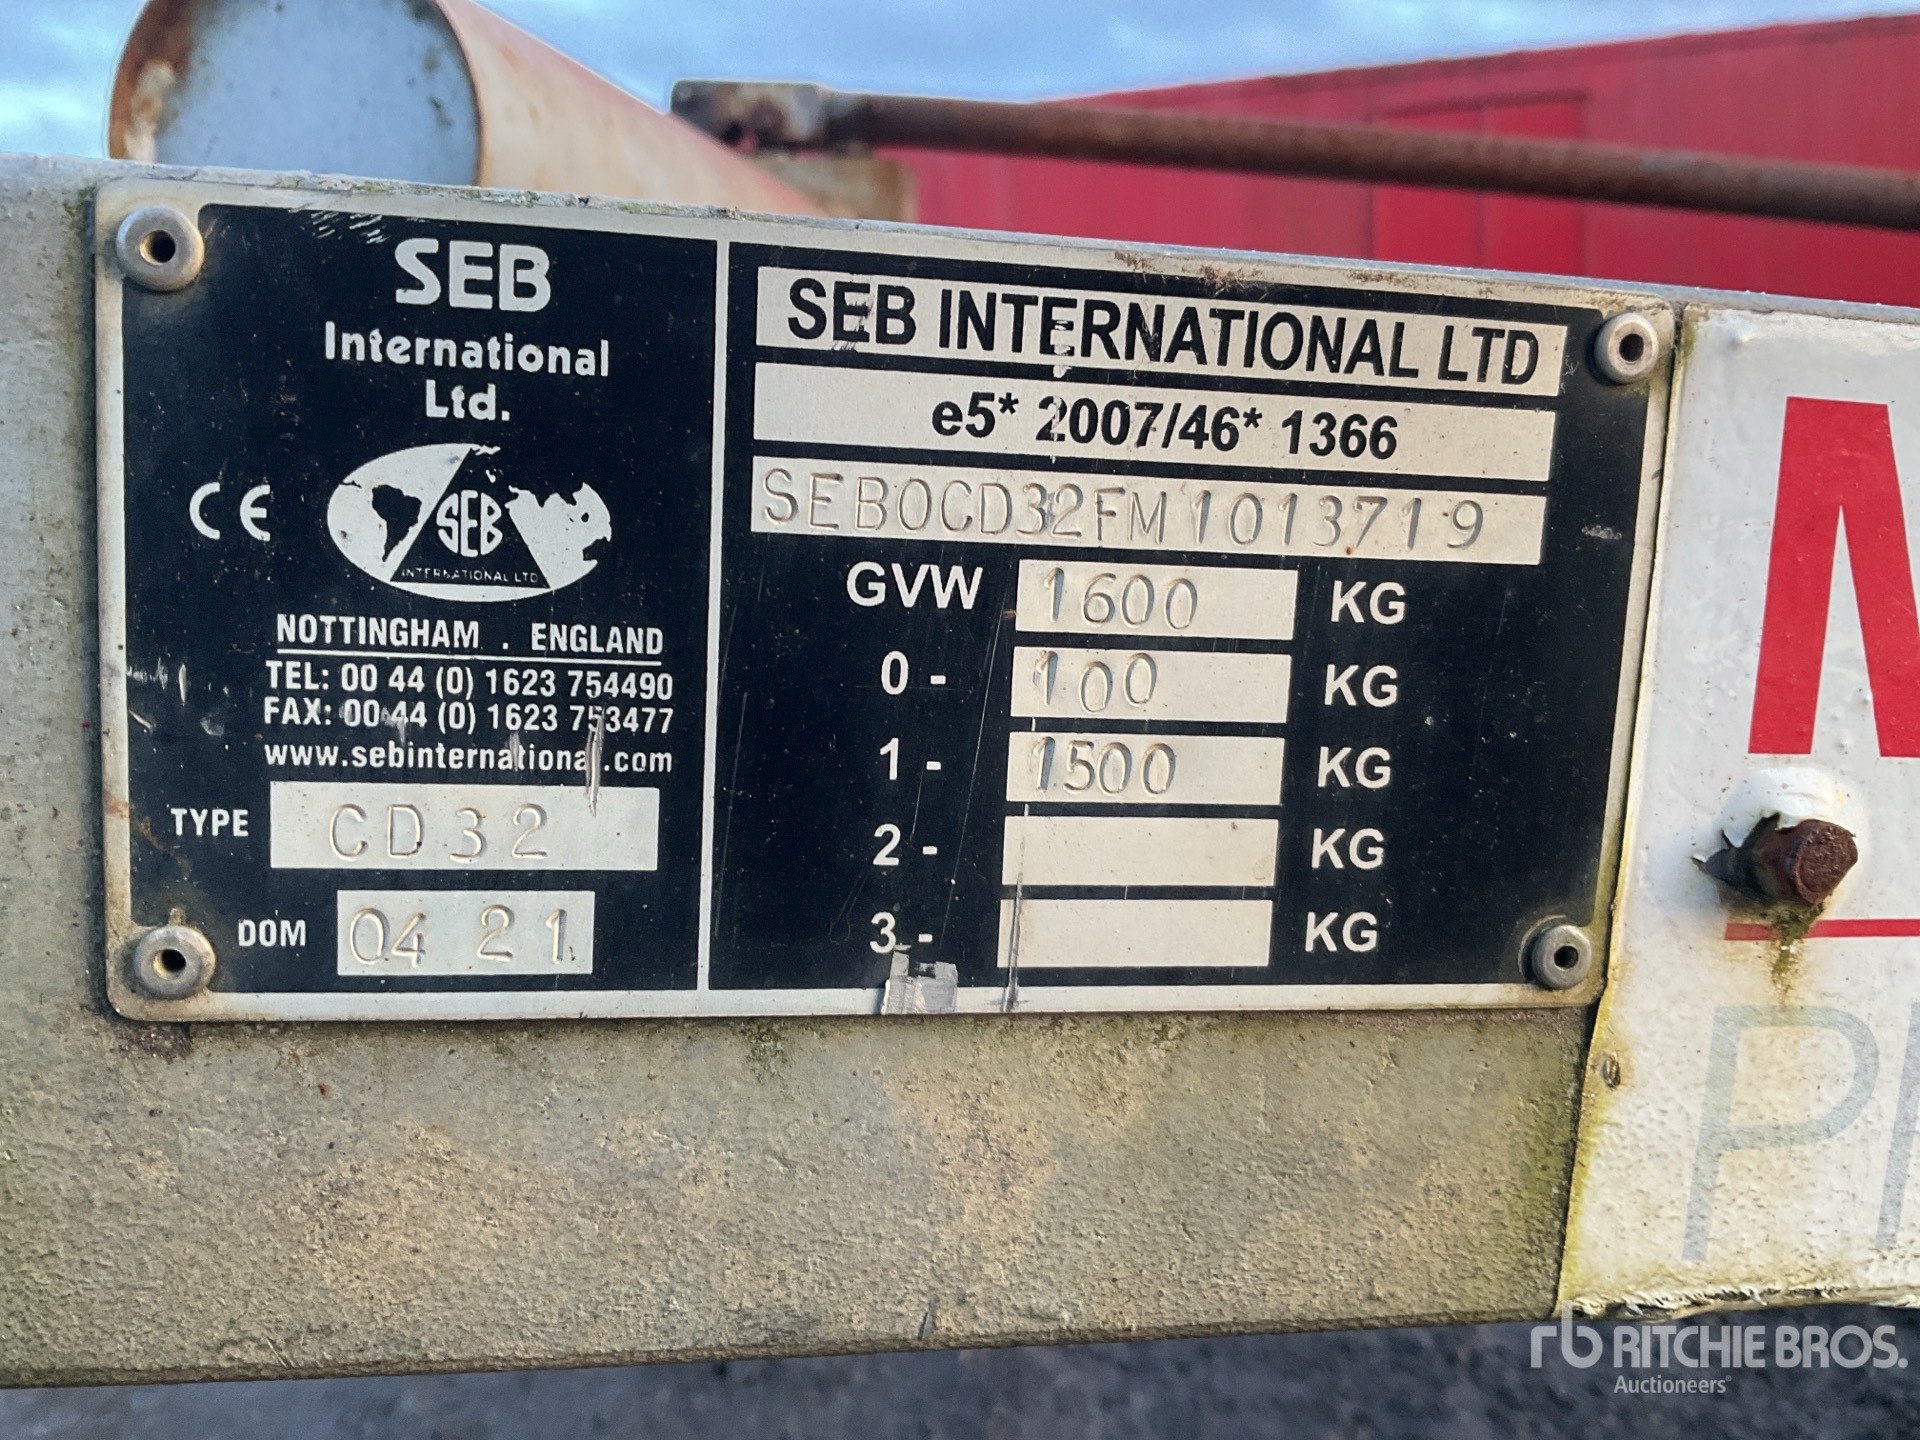 SEB
International
Ltd.
CE
SEB
INTERNATIONAL LTD
NOTTINGHAM . ENGLAND
TEL: 00 44 (0) 1623 754490
FAX: 00 44 (0) 1623 753477
www.sebinternational.com
TYPE CD32
DOM 04 21
SEB INTERNATIONAL LTD
e5* 2007/46* 1366
SEB0CD32FM1013719
GVW 1600 KG
0 - 100 KG
1 - 1500 KG
2 - KG
3 - KG
rb RITCHIE BROS.
Auctioneers